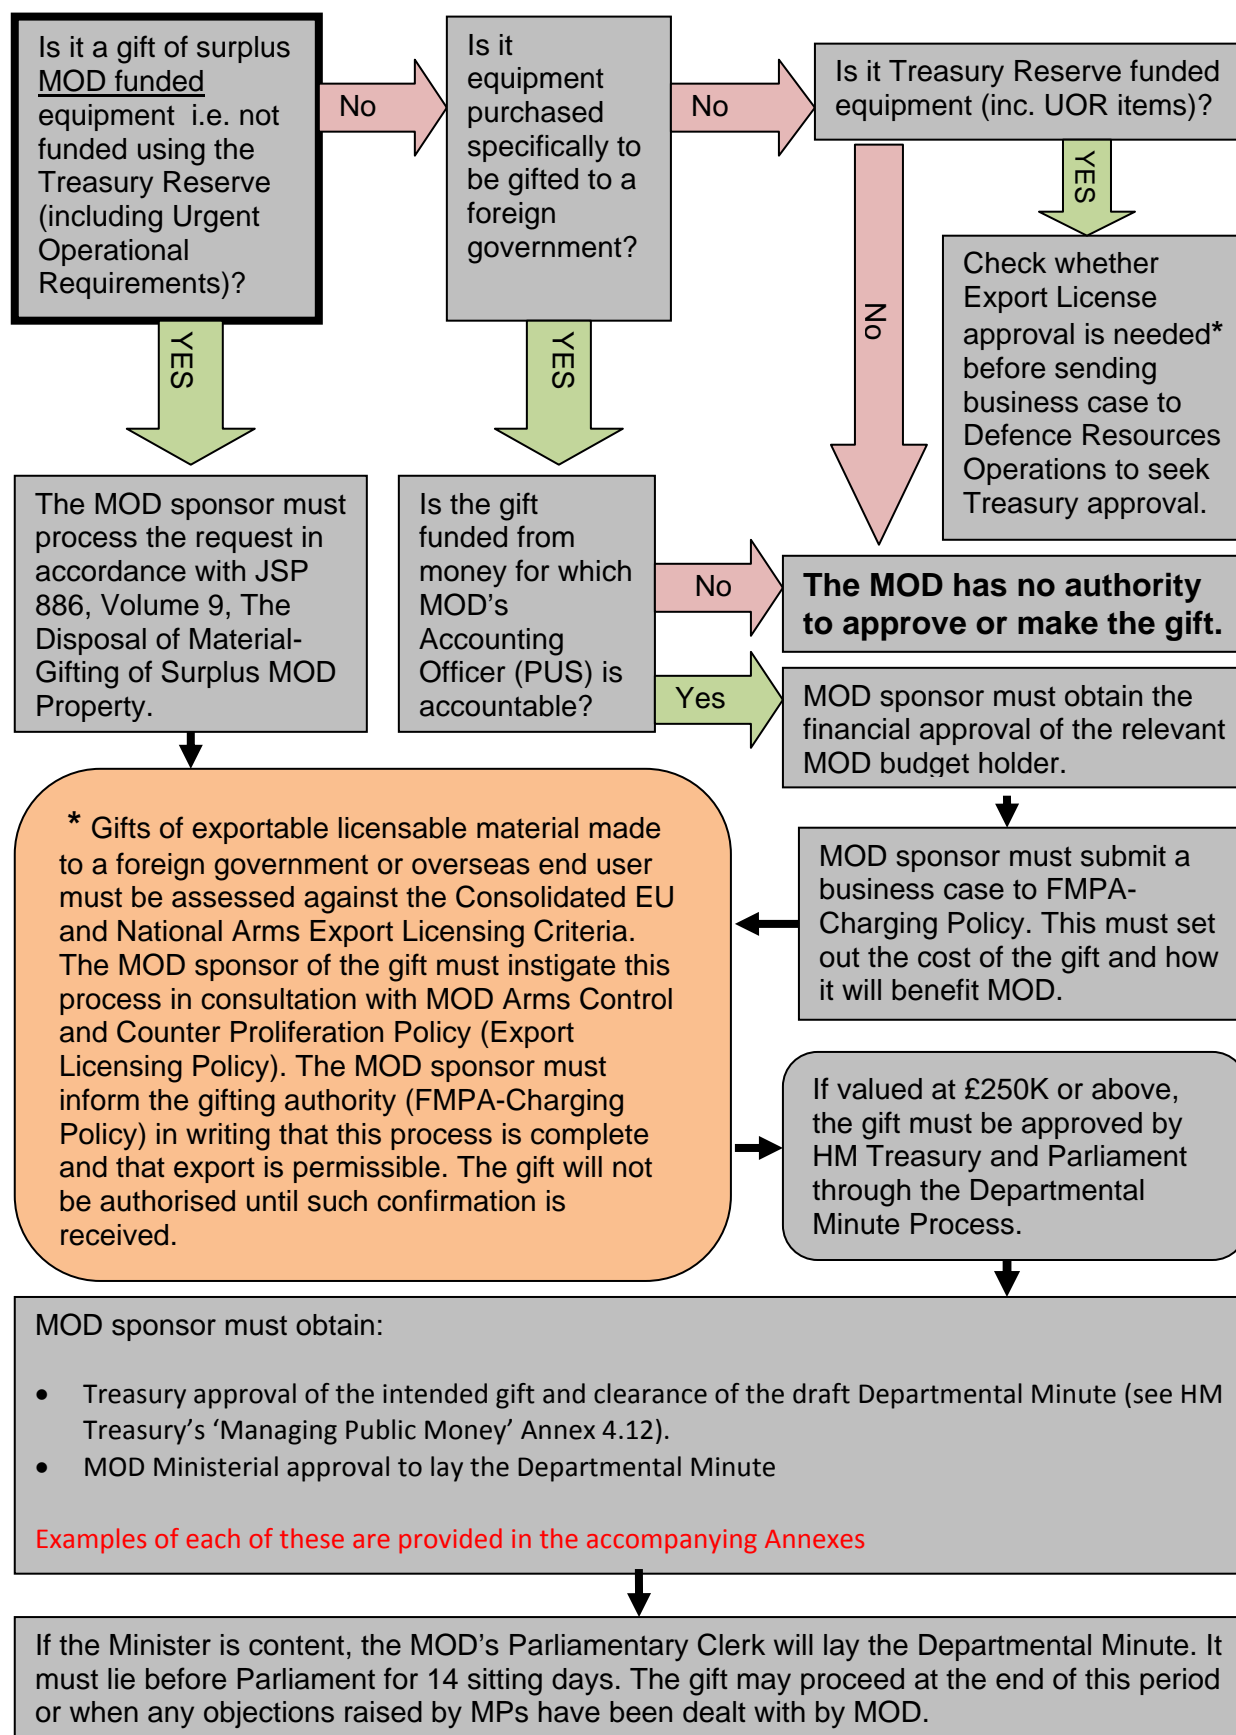 Is it a gift of surplus
MOD funded
equipment  i.e. not
funded using the
Treasury Reserve
(including Urgent
Operational
Requirements)?
No
Is it
equipment
purchased
specifically to
be gifted to a
foreign
government?
No
Is it Treasury Reserve funded
equipment (inc. UOR items)?
YES
YES
No
YES
Check whether
Export License
approval is needed*
before sending
business case to
Defence Resources
Operations to seek
Treasury approval.
The MOD sponsor must
process the request in
accordance with JSP
886, Volume 9, The
Disposal of Material-
Gifting of Surplus MOD
Property.
Is the gift
funded from
money for which
MOD’s
Accounting
Officer (PUS) is
accountable?
No
The MOD has no authority
to approve or make the gift.
Yes
MOD sponsor must obtain the
financial approval of the relevant
MOD budget holder.
* Gifts of exportable licensable material made
to a foreign government or overseas end user
must be assessed against the Consolidated EU
and National Arms Export Licensing Criteria.
The MOD sponsor of the gift must instigate this
process in consultation with MOD Arms Control
and Counter Proliferation Policy (Export
Licensing Policy). The MOD sponsor must
inform the gifting authority (FMPA-Charging
Policy) in writing that this process is complete
and that export is permissible. The gift will not
be authorised until such confirmation is
received.
MOD sponsor must submit a
business case to FMPA-
Charging Policy. This must set
out the cost of the gift and how
it will benefit MOD.
If valued at £250K or above,
the gift must be approved by
HM Treasury and Parliament
through the Departmental
Minute Process.
MOD sponsor must obtain:
• Treasury approval of the intended gift and clearance of the draft Departmental Minute (see HM
Treasury’s ‘Managing Public Money’ Annex 4.12).
• MOD Ministerial approval to lay the Departmental Minute
Examples of each of these are provided in the accompanying Annexes
If the Minister is content, the MOD’s Parliamentary Clerk will lay the Departmental Minute. It
must lie before Parliament for 14 sitting days. The gift may proceed at the end of this period
or when any objections raised by MPs have been dealt with by MOD.